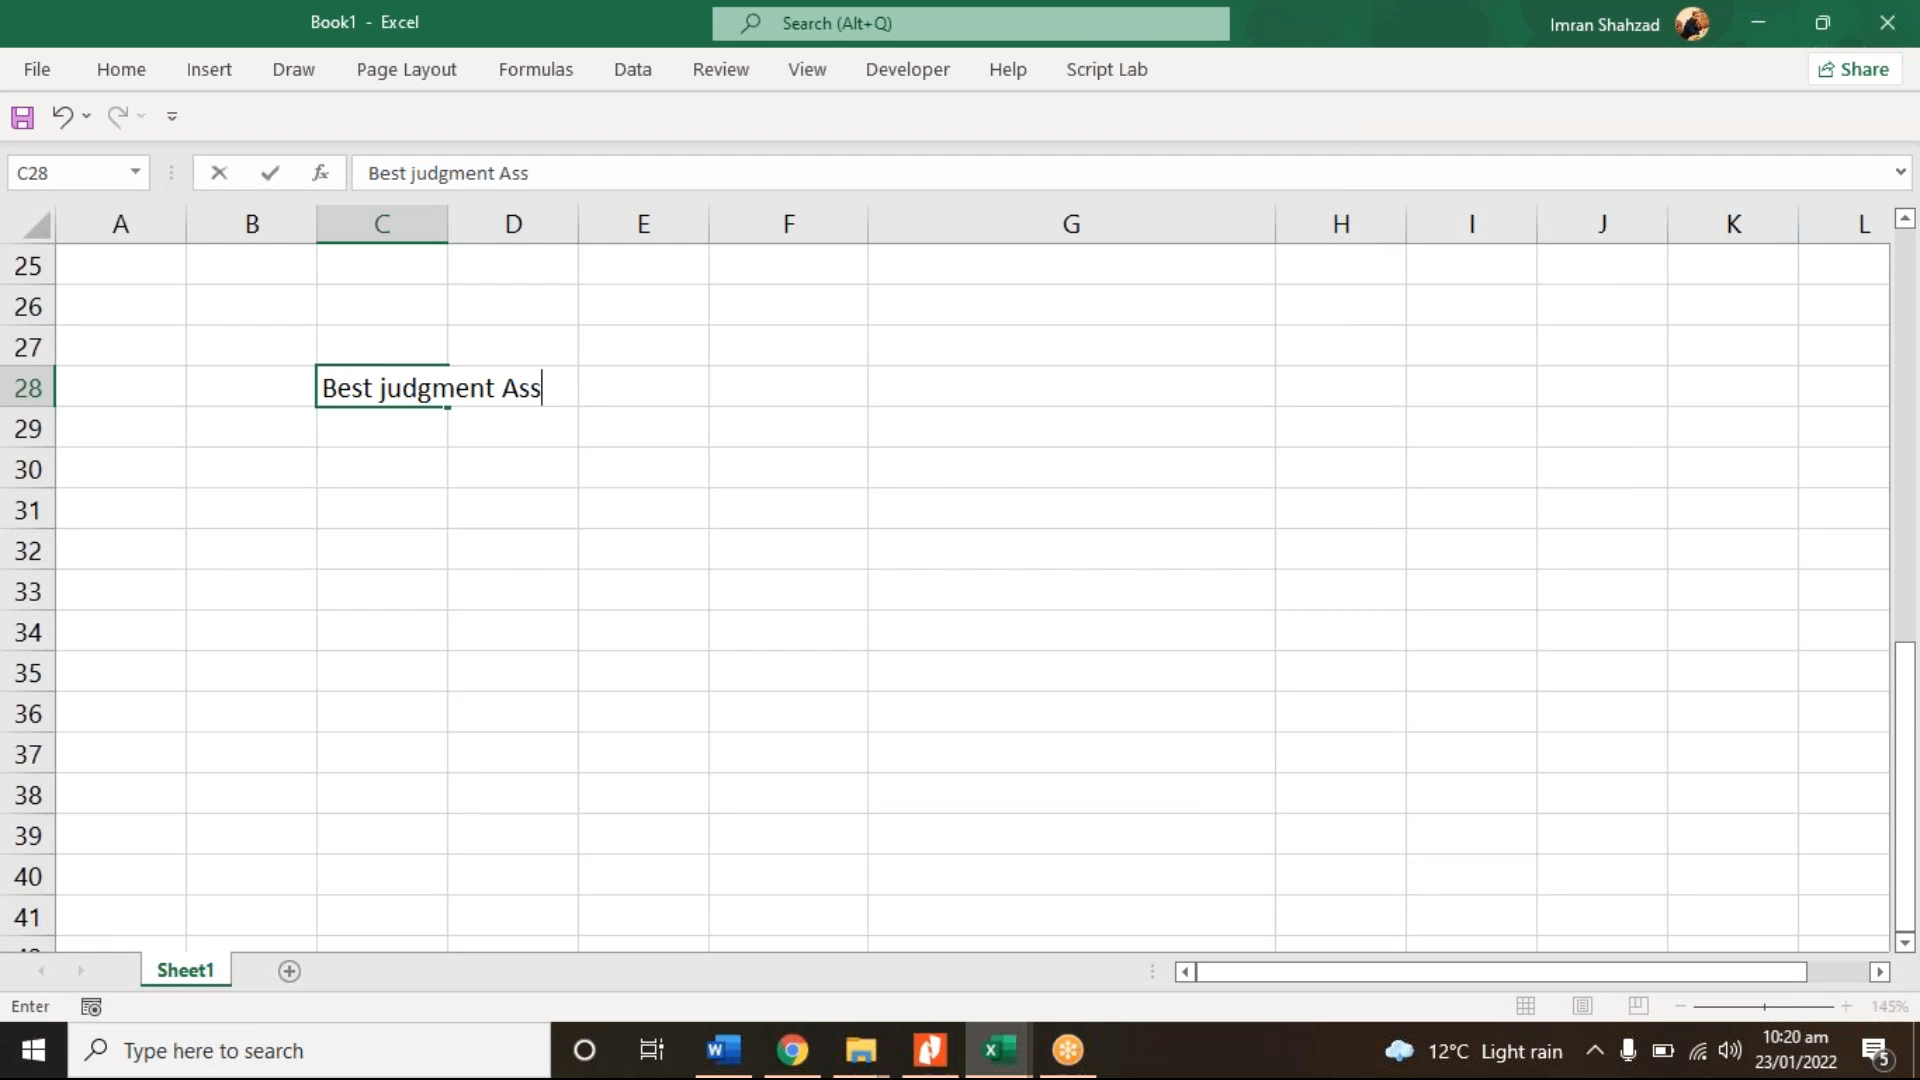 Book1 - Excel
Search (Alt+Q)
Imran Shahzad
File Home Insert Draw Page Layout Formulas Data Review View Developer Help Script Lab
Share
C28
fx
Best judgment Ass
A B C D E F G H I J K L
25
26
27
28 Best judgment Ass
29
30
31
32
33
34
35
36
37
38
39
40
41
Sheet1
Enter
145%
Type here to search
12°C Light rain
10:20 am
23/01/2022
5